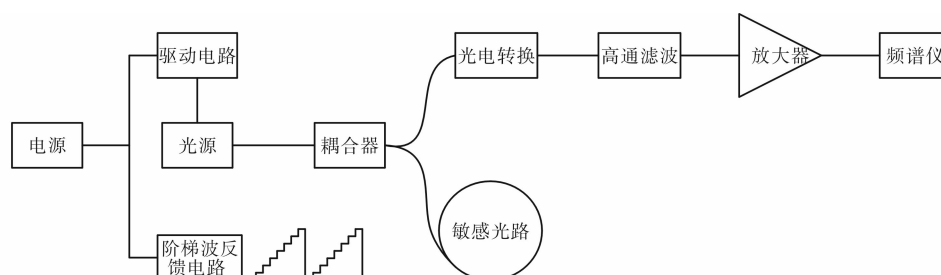 驱动电路
光电转换
高通滤波
放大器
频谱仪
电源
光源
耦合器
敏感光路
阶梯波反
馈电路